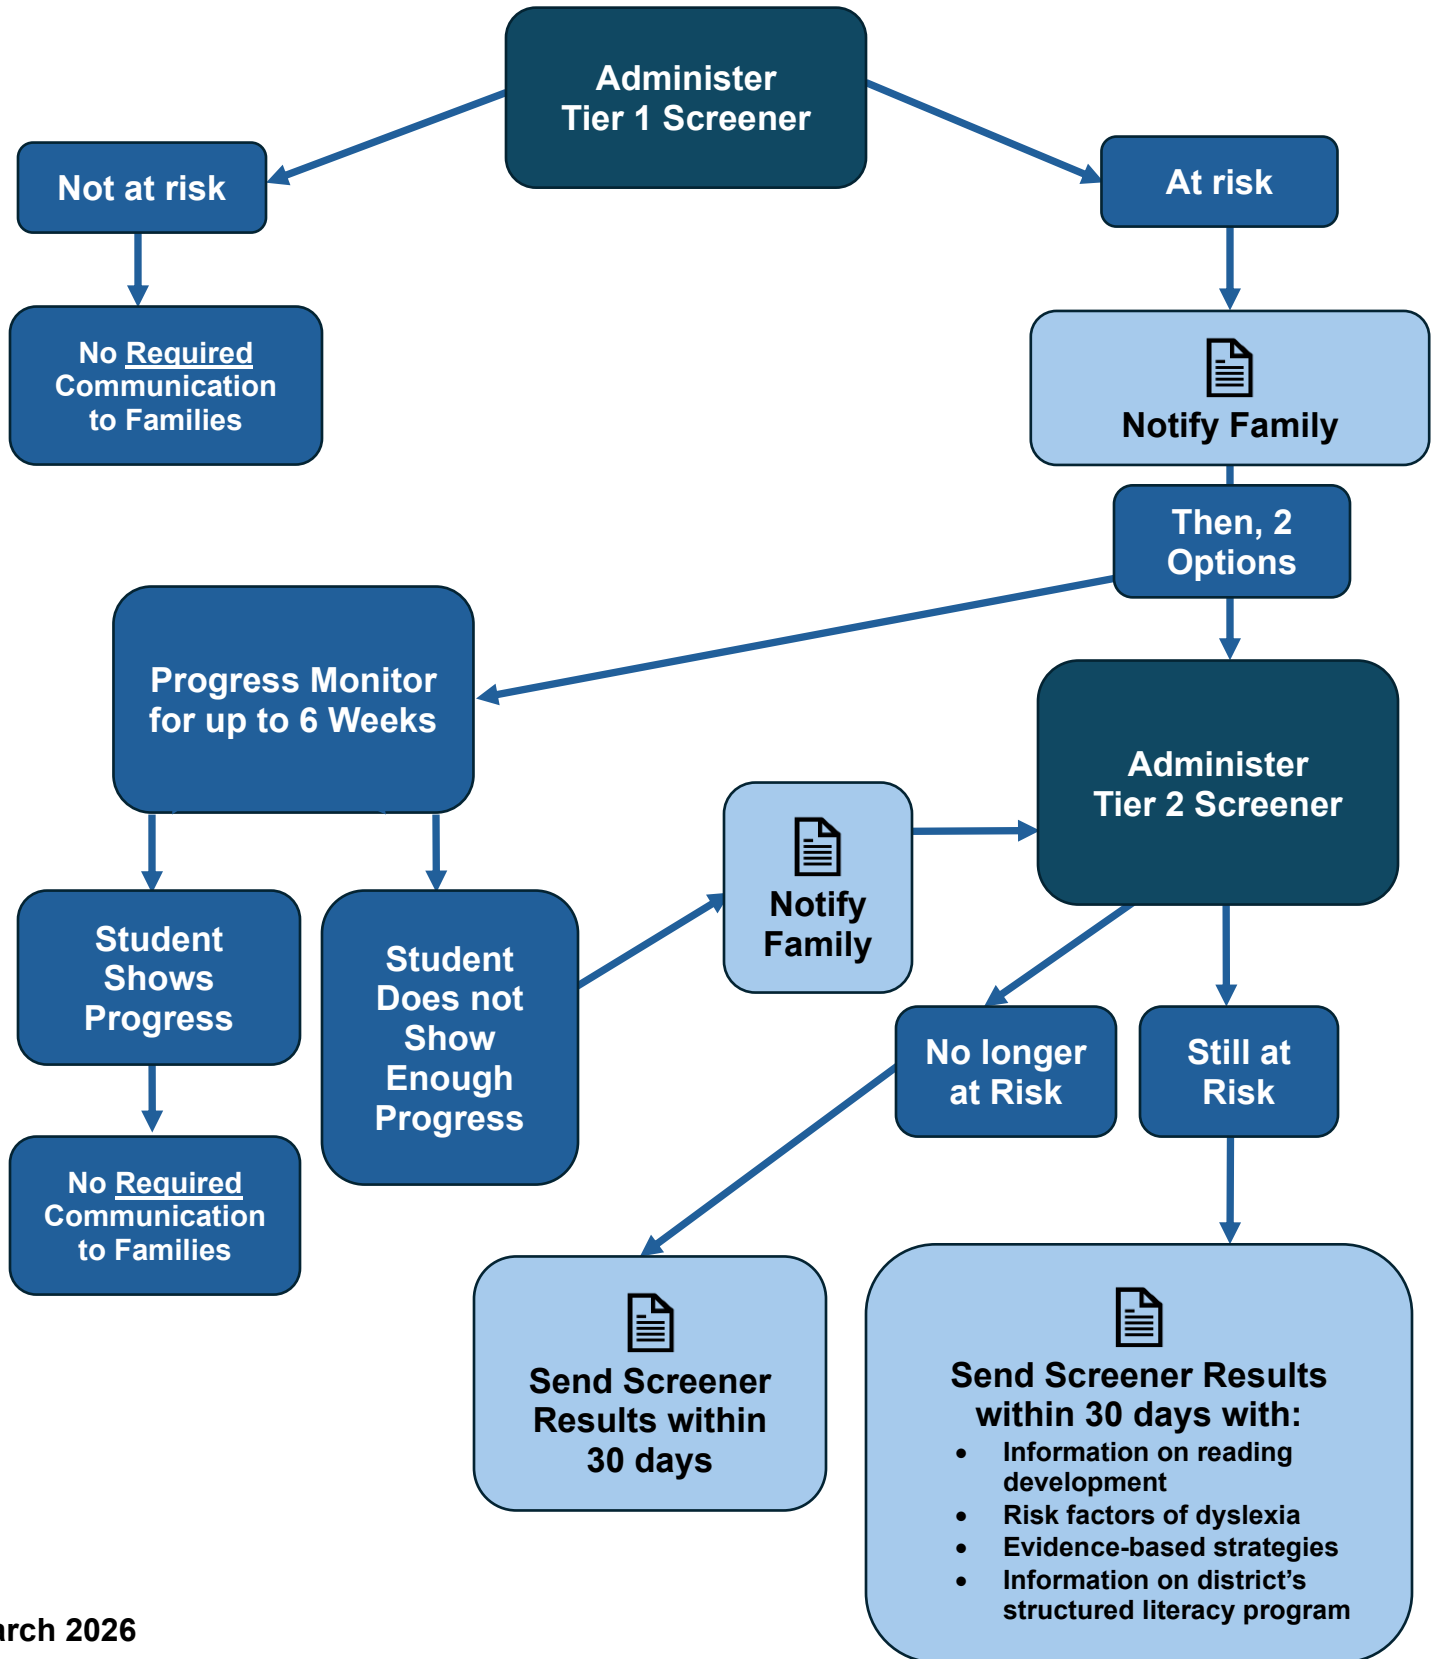 Administer
Tier 1 Screener
Not at risk
At risk
No Required
Communication
to Families
Notify Family
Then, 2
Options
Progress Monitor
for up to 6 Weeks
Administer
Tier 2 Screener
Notify
Family
Student
Shows
Progress
Student
Does not
Show
Enough
Progress
No longer
at Risk
Still at
Risk
No Required
Communication
to Families
Send Screener
Results within
30 days
Send Screener Results
within 30 days with:
• Information on reading
development
• Risk factors of dyslexia
• Evidence-based strategies
• Information on district’s
structured literacy program
arch 2026